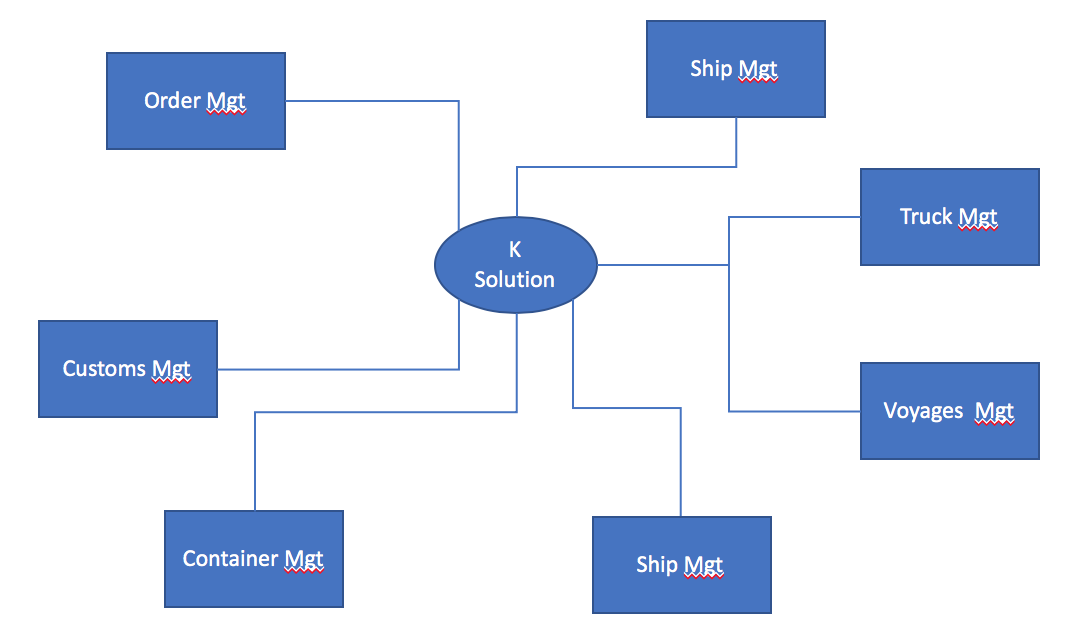 Ship Mgt
Order Mgt
Truck Mgt
K
Solution
Customs Mgt
Voyages  Mgt
Container Mgt
Ship Mgt